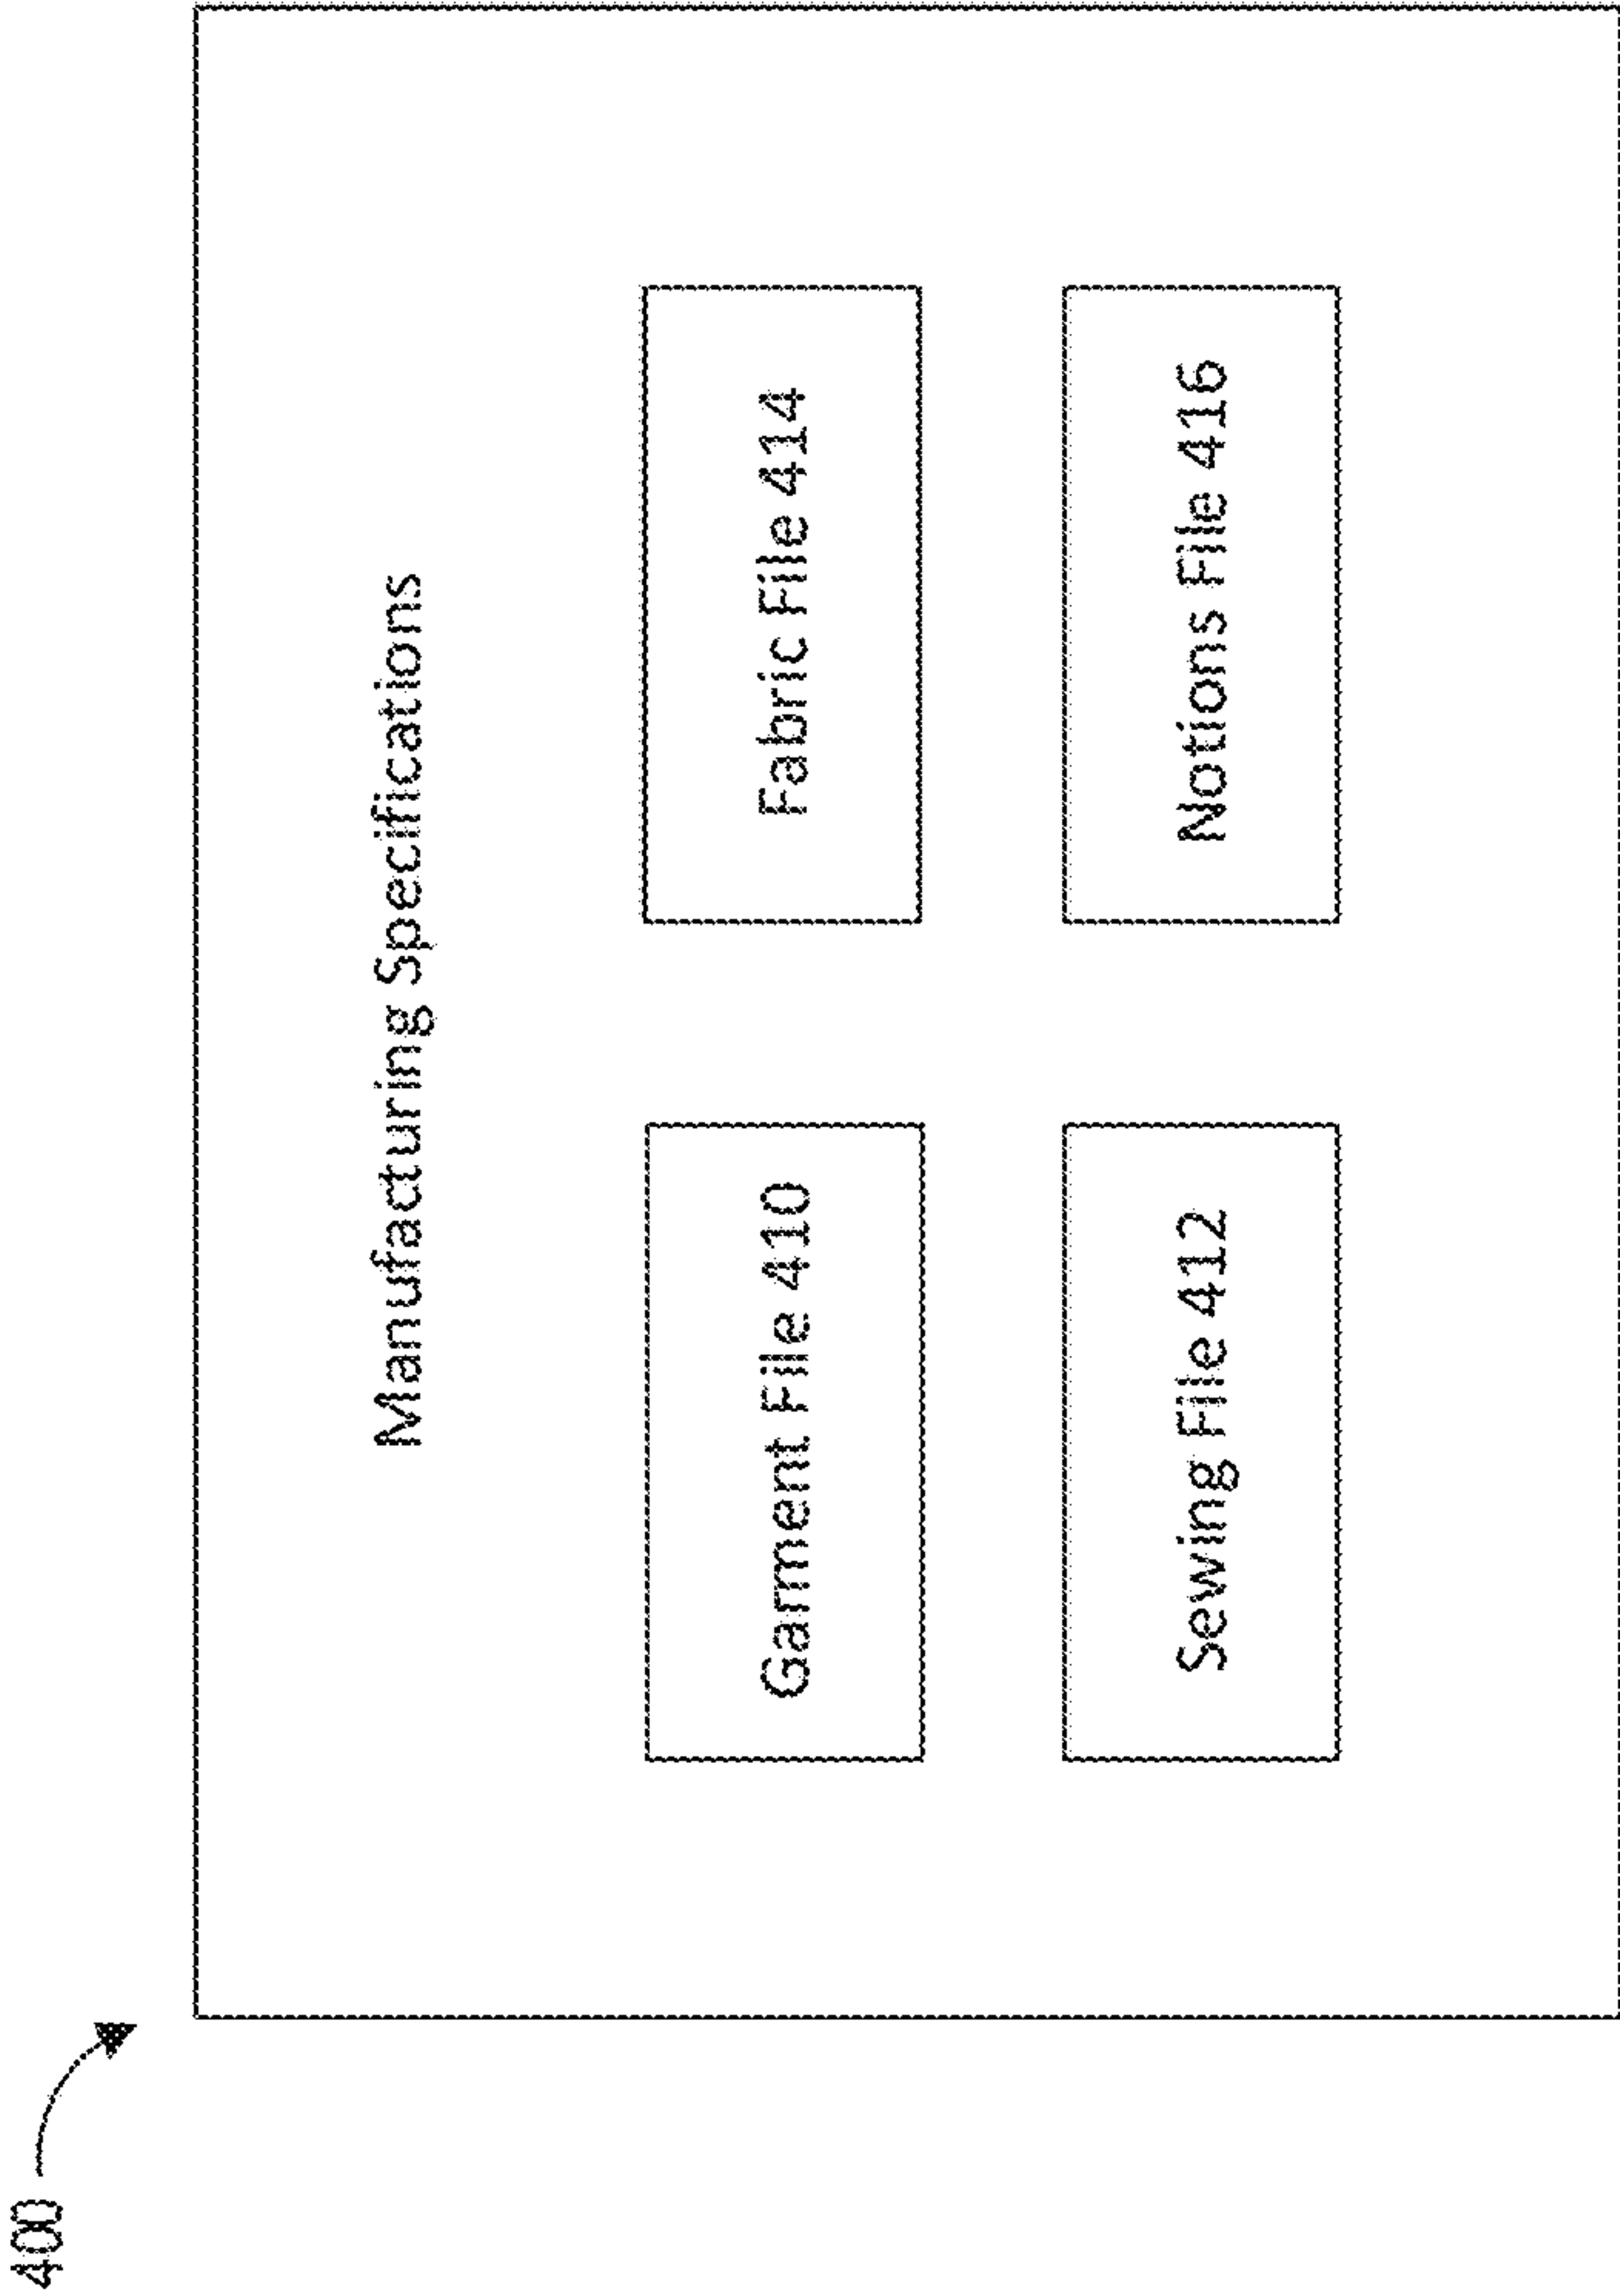 400
Manufacturing Specifications
Garment File 410
Fabric File 414
Sewing File 412
Notions File 416